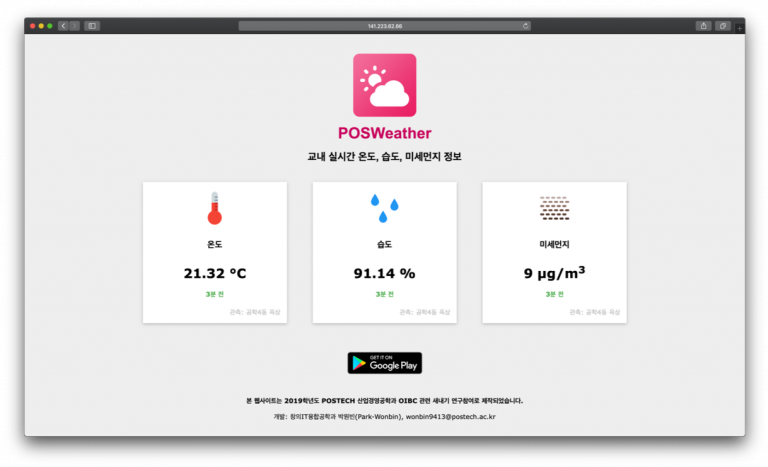 141.223.62.66
POSWeather
교내 실시간 온도, 습도, 미세먼지 정보
온도
21.32 °C
3분 전
관측: 공학4동 옥상
습도
91.14 %
3분 전
관측: 공학4동 옥상
미세먼지
9 µg/m³
3분 전
관측: 공학4동 옥상
GET IT ON
Google Play
본 웹사이트는 2019학년도 POSTECH 산업경영공학과 OIBC 관련 새내기 연구참여로 제작되었습니다.
개발: 창의IT융합공학과 박원빈(Park-Wonbin), wonbin9413@postech.ac.kr